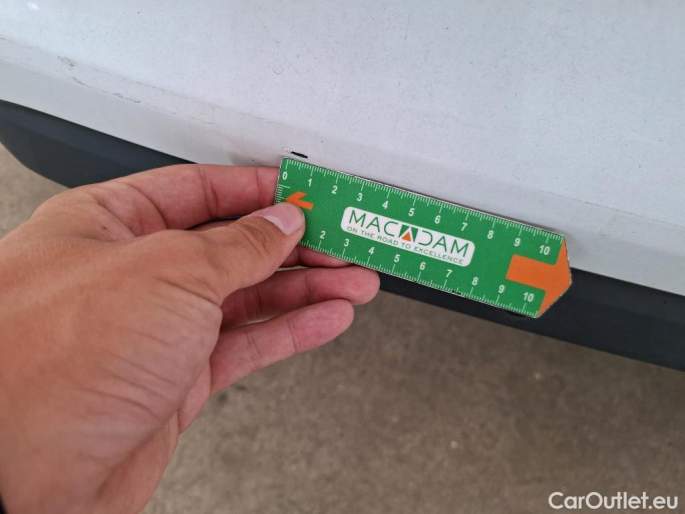 0 1 2 3 4 5 6 7 8 9 10
MACADAM
ON THE ROAD TO EXCELLENCE
2 3 4 5 6 7 8 9 10
CarOutlet.eu